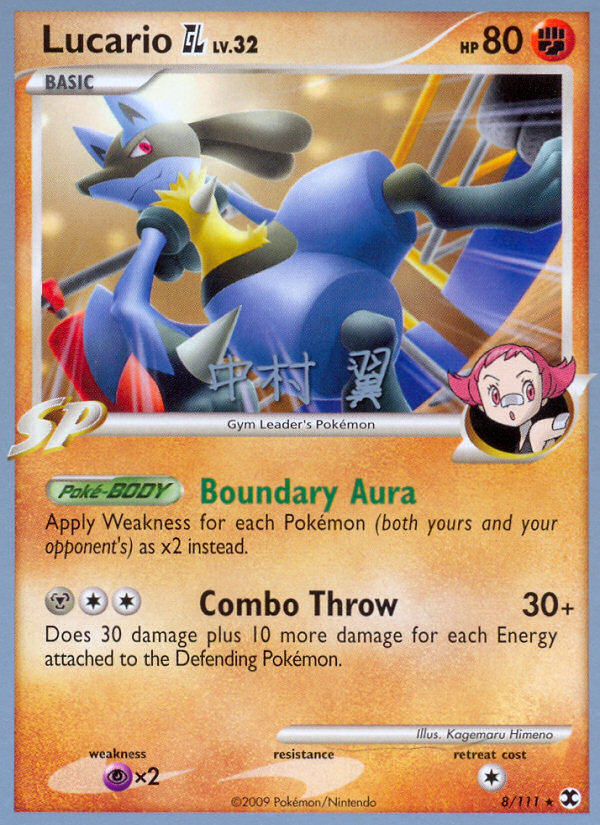 Lucario GL LV.32
HP 80
BASIC
中村 翼
SP
Gym Leader's Pokémon
Poké-BODY Boundary Aura
Apply Weakness for each Pokémon (both yours and your
opponent's) as x2 instead.
Combo Throw 30+
Does 30 damage plus 10 more damage for each Energy
attached to the Defending Pokémon.
Illus. Kagemaru Himeno
weakness resistance retreat cost
×2
8/111
©2009 Pokémon/Nintendo